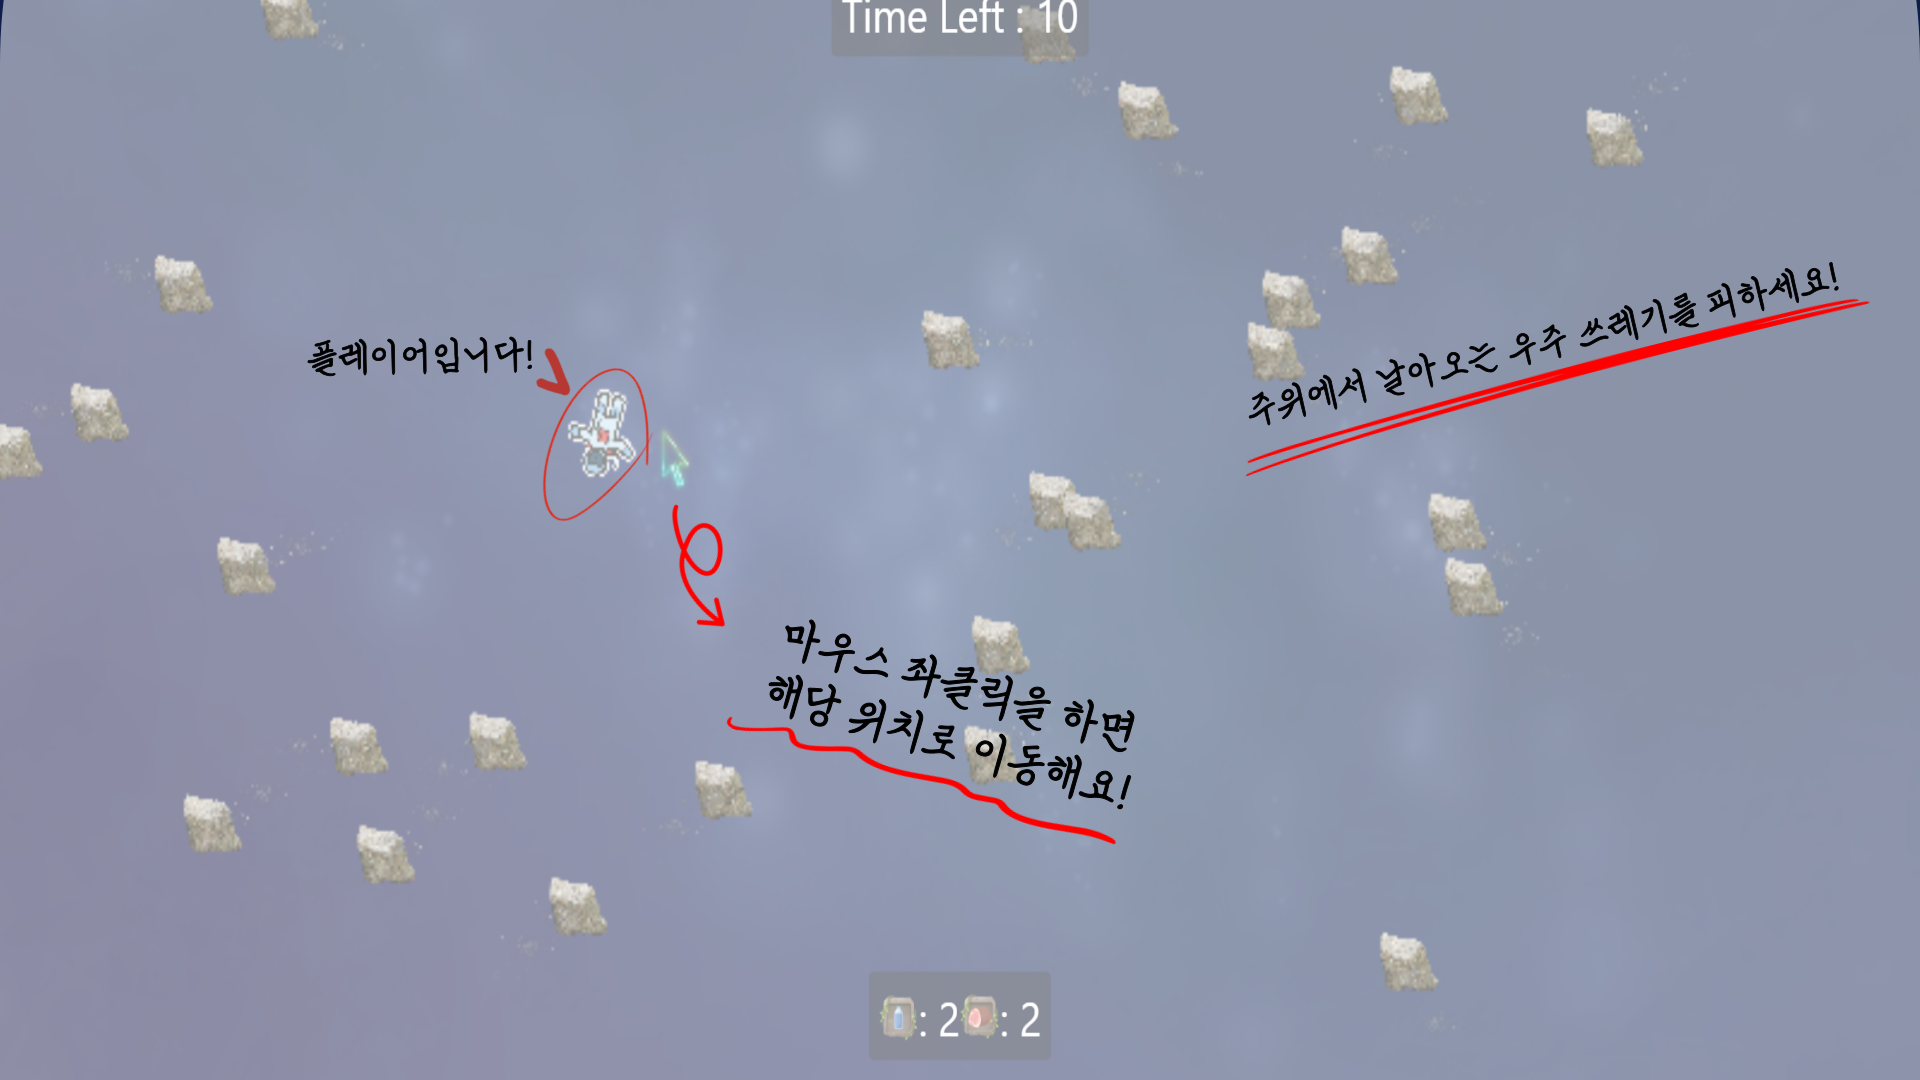 Time Left : 10
플레이어입니다!
주위에서 날아오는 우주 쓰레기를 피하세요!
마우스 좌클릭을 하면
해당 위치로 이동해요!
: 2 : 2